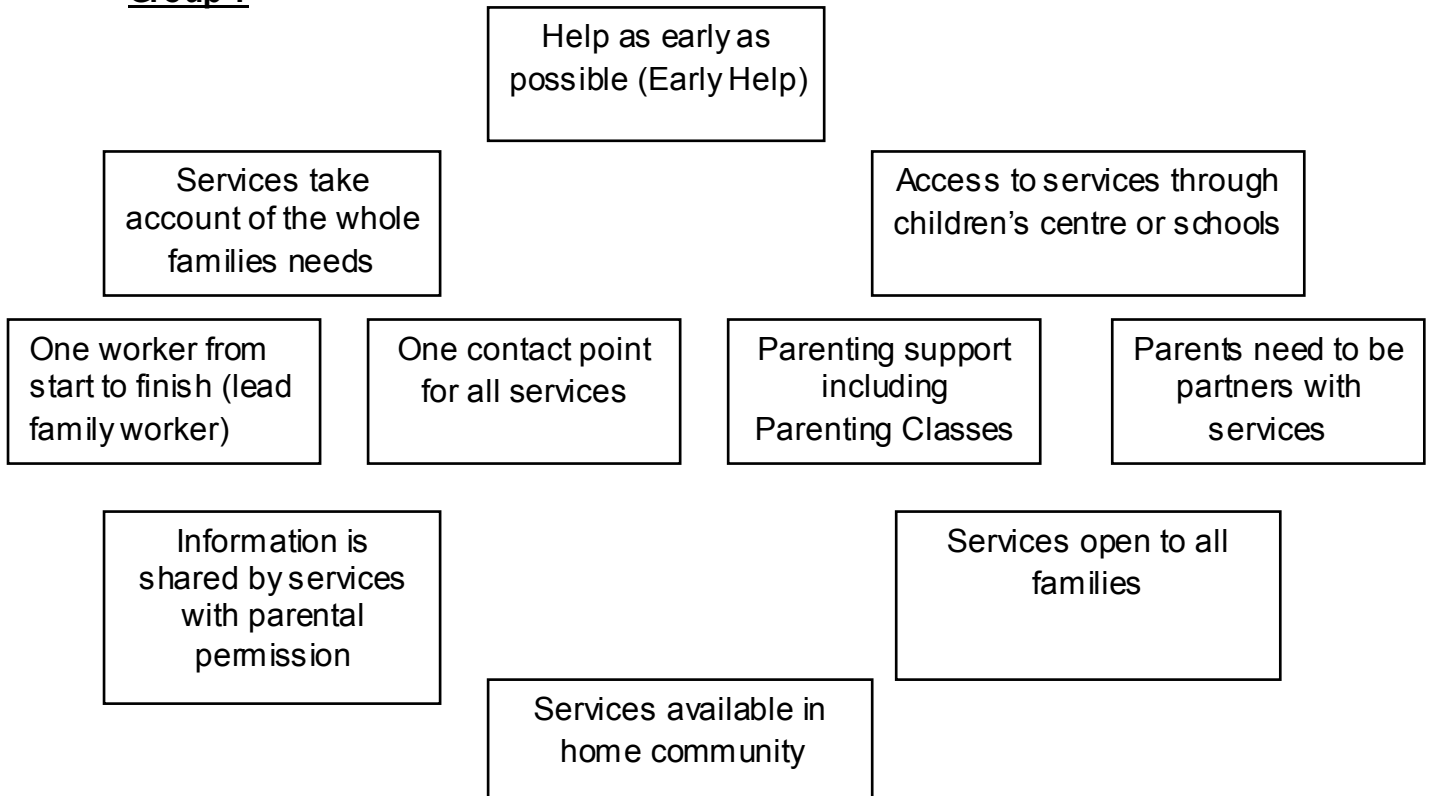 Help as early as
possible (Early Help)
Services take
account of the whole
families needs
Access to services through
children's centre or schools
One worker from
start to finish (lead
family worker)
One contact point
for all services
Parenting support
including
Parenting Classes
Parents need to be
partners with
services
Information is
shared by services
with parental
permission
Services open to all
families
Services available in
home community